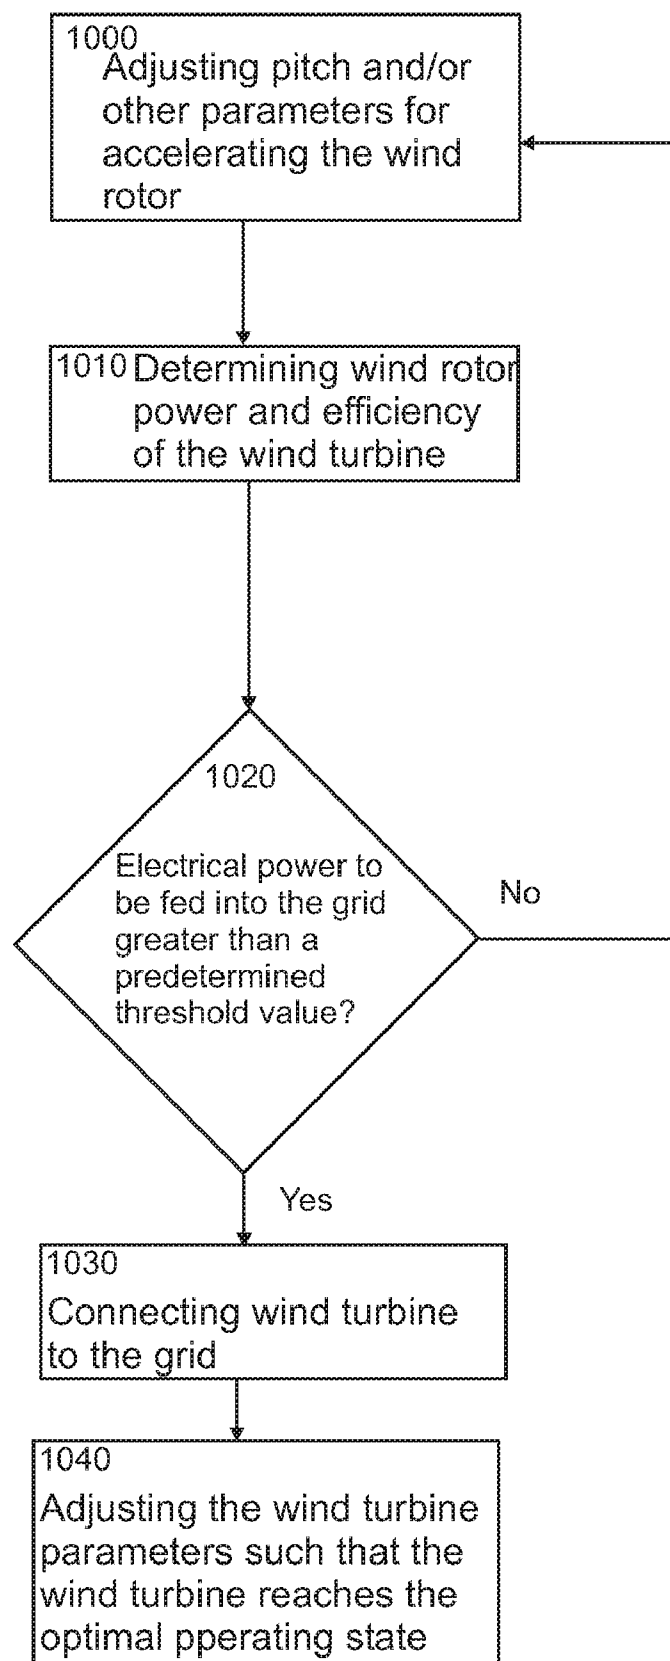 1000
Adjusting pitch and/or
other parameters for
accelerating the wind
rotor
1010 Determining wind rotor
power and efficiency
of the wind turbine
1020
Electrical power to
be fed into the grid
greater than a
predetermined
threshold value?
No
Yes
1030
Connecting wind turbine
to the grid
1040
Adjusting the wind turbine
parameters such that the
wind turbine reaches the
optimal pperating state